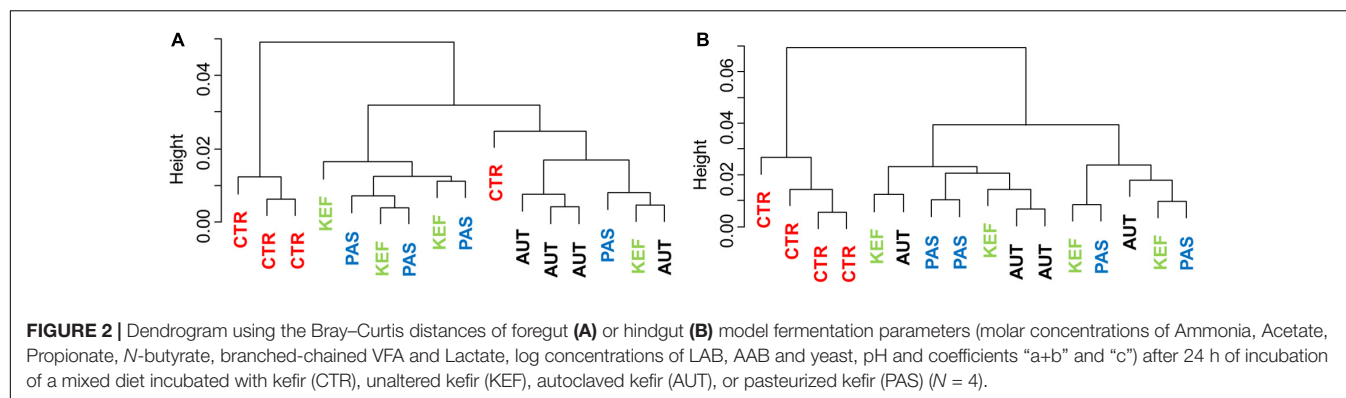 A
Height
0.00
0.02
0.04
CTR
CTR
CTR
KEF
PAS
KEF
PAS
KEF
PAS
CTR
AUT
AUT
AUT
PAS
KEF
AUT
B
Height
0.00
0.02
0.04
0.06
CTR
CTR
CTR
CTR
KEF
AUT
PAS
PAS
KEF
AUT
AUT
KEF
PAS
AUT
KEF
PAS
FIGURE 2 | Dendrogram using the Bray–Curtis distances of foregut (A) or hindgut (B) model fermentation parameters (molar concentrations of Ammonia, Acetate,
Propionate, N-butyrate, branched-chained VFA and Lactate, log concentrations of LAB, AAB and yeast, pH and coefficients “a+b” and “c”) after 24 h of incubation
of a mixed diet incubated with kefir (CTR), unaltered kefir (KEF), autoclaved kefir (AUT), or pasteurized kefir (PAS) (N = 4).